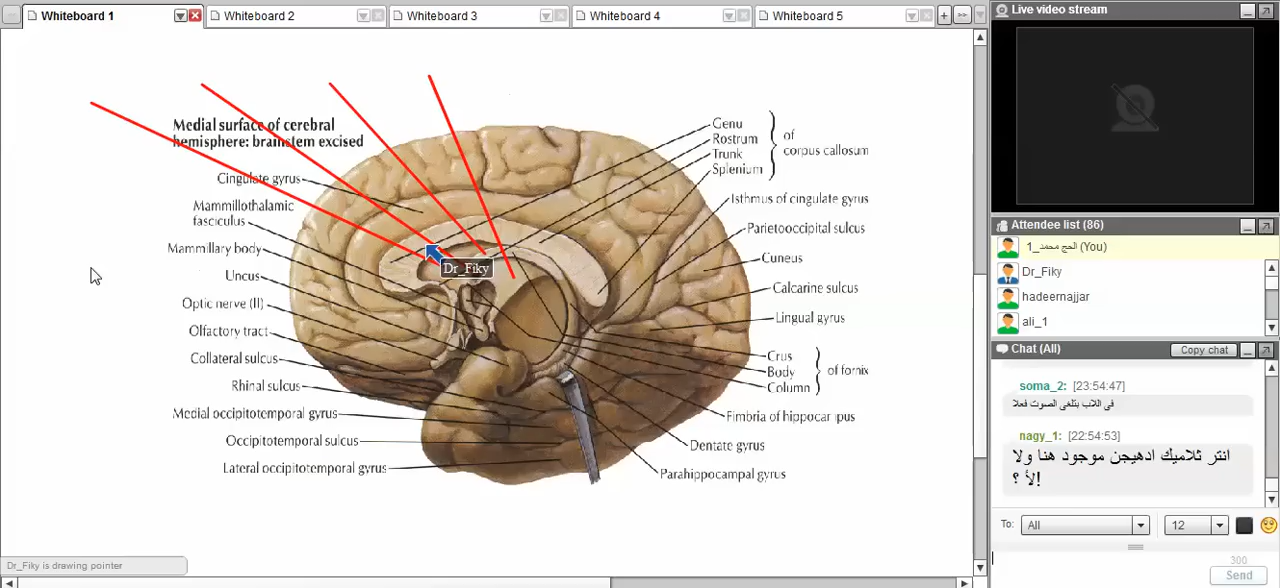 Whiteboard 1
Whiteboard 2
Whiteboard 3
Whiteboard 4
Whiteboard 5
Medial surface of cerebral
hemisphere: brainstem excised
Cingulate gyrus
Mammillothalamic
fasciculus
Mammillary body
Uncus
Optic nerve (II)
Olfactory tract
Collateral sulcus
Rhinal sulcus
Medial occipitotemporal gyrus
Occipitotemporal sulcus
Lateral occipitotemporal gyrus
Dr_Fiky
Genu
Rostrum
Trunk
Splenium
of
corpus callosum
Isthmus of cingulate gyrus
Parietooccipital sulcus
Cuneus
Calcarine sulcus
Lingual gyrus
Crus
Body
Column
of fornix
Fimbria of hippocampus
Dentate gyrus
Parahippocampal gyrus
Dr_Fiky is drawing pointer
Live video stream
Attendee list (86)
الحج محمد_1 (You)
Dr_Fiky
hadeernajjar
ali_1
Chat (All)
Copy chat
soma_2: [23:54:47]
فى اللاب بتلغى الصوت فعلا
nagy_1: [22:54:53]
انتر ثلاميك ادهيجن موجود هنا ولا
لأ ؟!
To:
All
12
300
Send